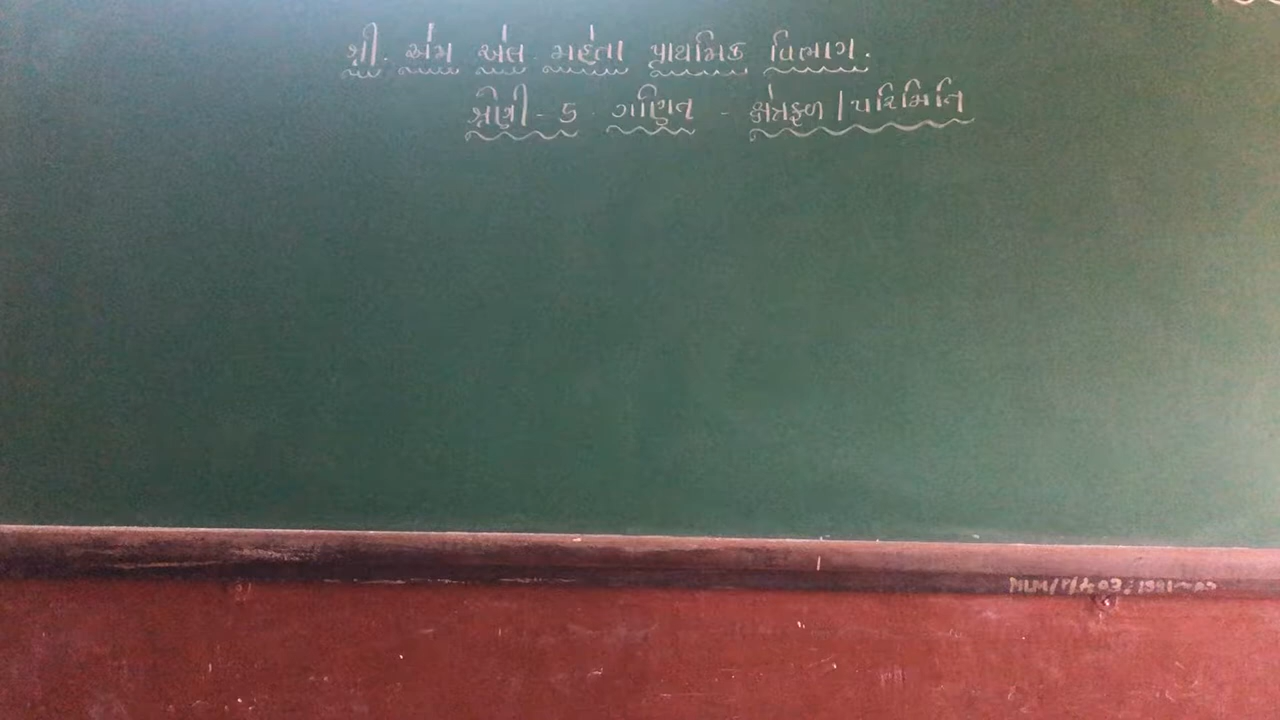 શ્રી. એમ એલ. મહેતા પ્રાથમિક વિભાગ.
શ્રેણી - 5 ગણિત - ક્ષેત્રફળ / પરિમિતિ